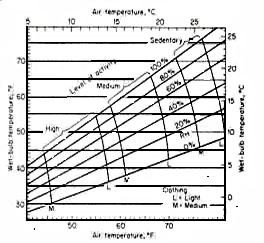 Air temperature, °C.
5 10 15 20 25
Sedentary
Level of activity
Medium
High
100%
80%
60%
40%
20%
RH
0%
M L M L M L
Clothing
L = Light
M = Medium
Wet-bulb temperature, °F
70
60
50
40
30
25
20
15
10
5
0
Wet-bulb temperature, °C
40 50 60 70 80
Air temperature, °F.